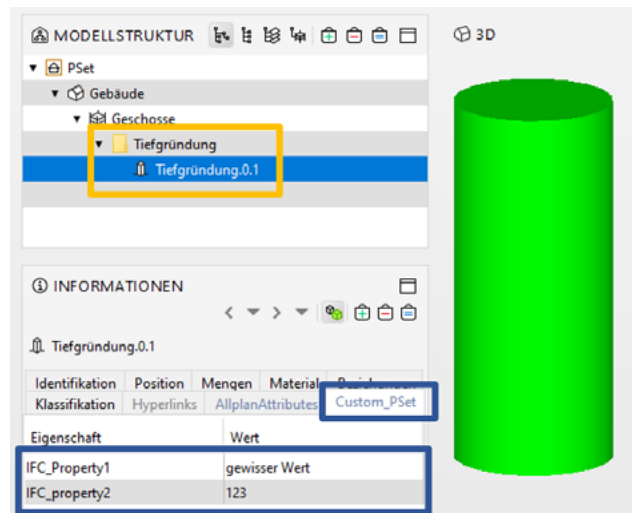 MODELLSTRUKTUR
3D
PSet
Gebäude
Geschosse
Tiefgründung
Tiefgründung.0.1
INFORMATIONEN
Tiefgründung.0.1
Identifikation Position Mengen Material
Klassifikation Hyperlinks AllplanAttributes Custom_PSet
Eigenschaft Wert
IFC_Property1 gewisser Wert
IFC_property2 123